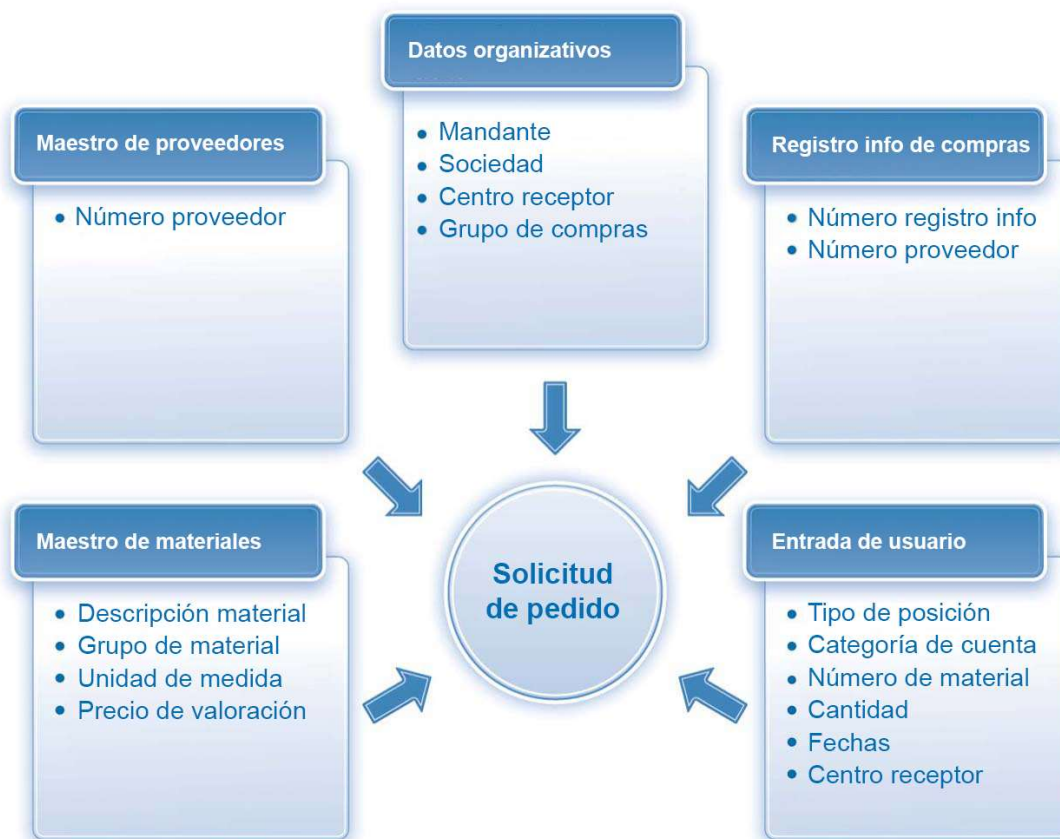 Datos organizativos
• Mandante
• Sociedad
• Centro receptor
• Grupo de compras
Maestro de proveedores
• Número proveedor
Registro info de compras
• Número registro info
• Número proveedor
Solicitud
de pedido
Maestro de materiales
• Descripción material
• Grupo de material
• Unidad de medida
• Precio de valoración
Entrada de usuario
• Tipo de posición
• Categoría de cuenta
• Número de material
• Cantidad
• Fechas
• Centro receptor